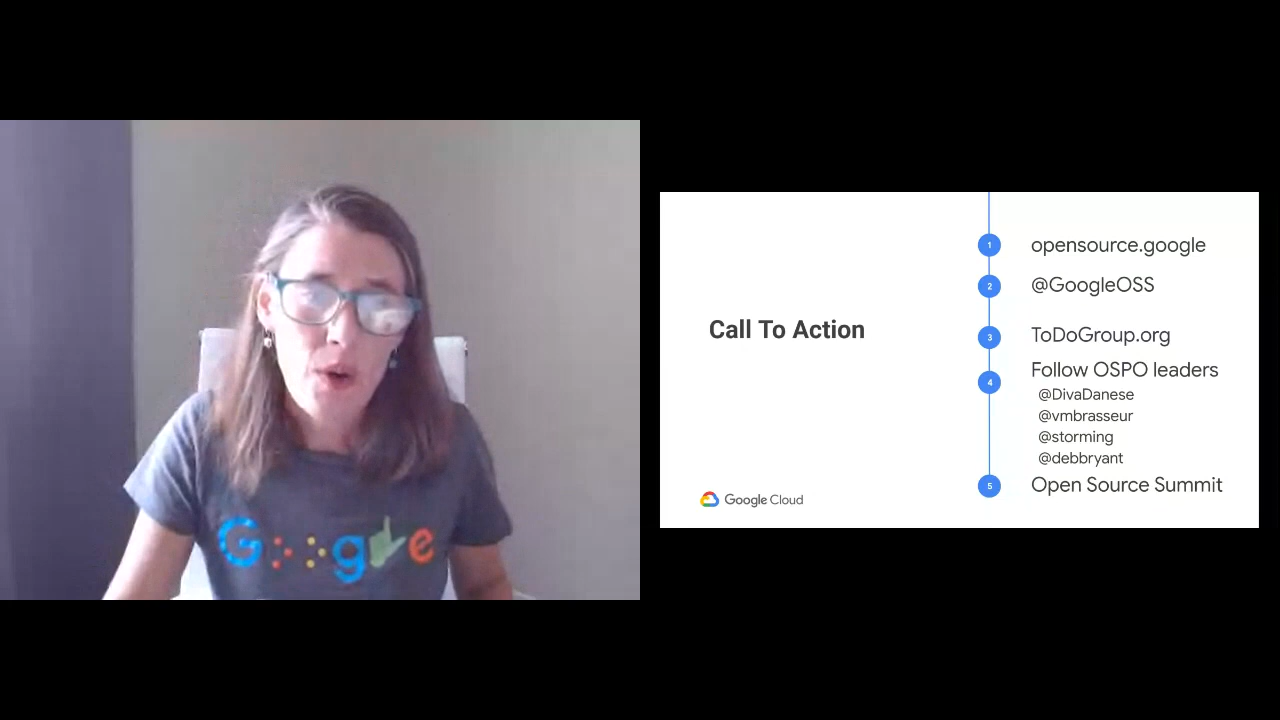 Google
Call To Action
1 opensource.google
2 @GoogleOSS
3 ToDoGroup.org
4 Follow OSPO leaders
@DivaDanese
@vmbrasseur
@storming
@debbryant
5 Open Source Summit
Google Cloud